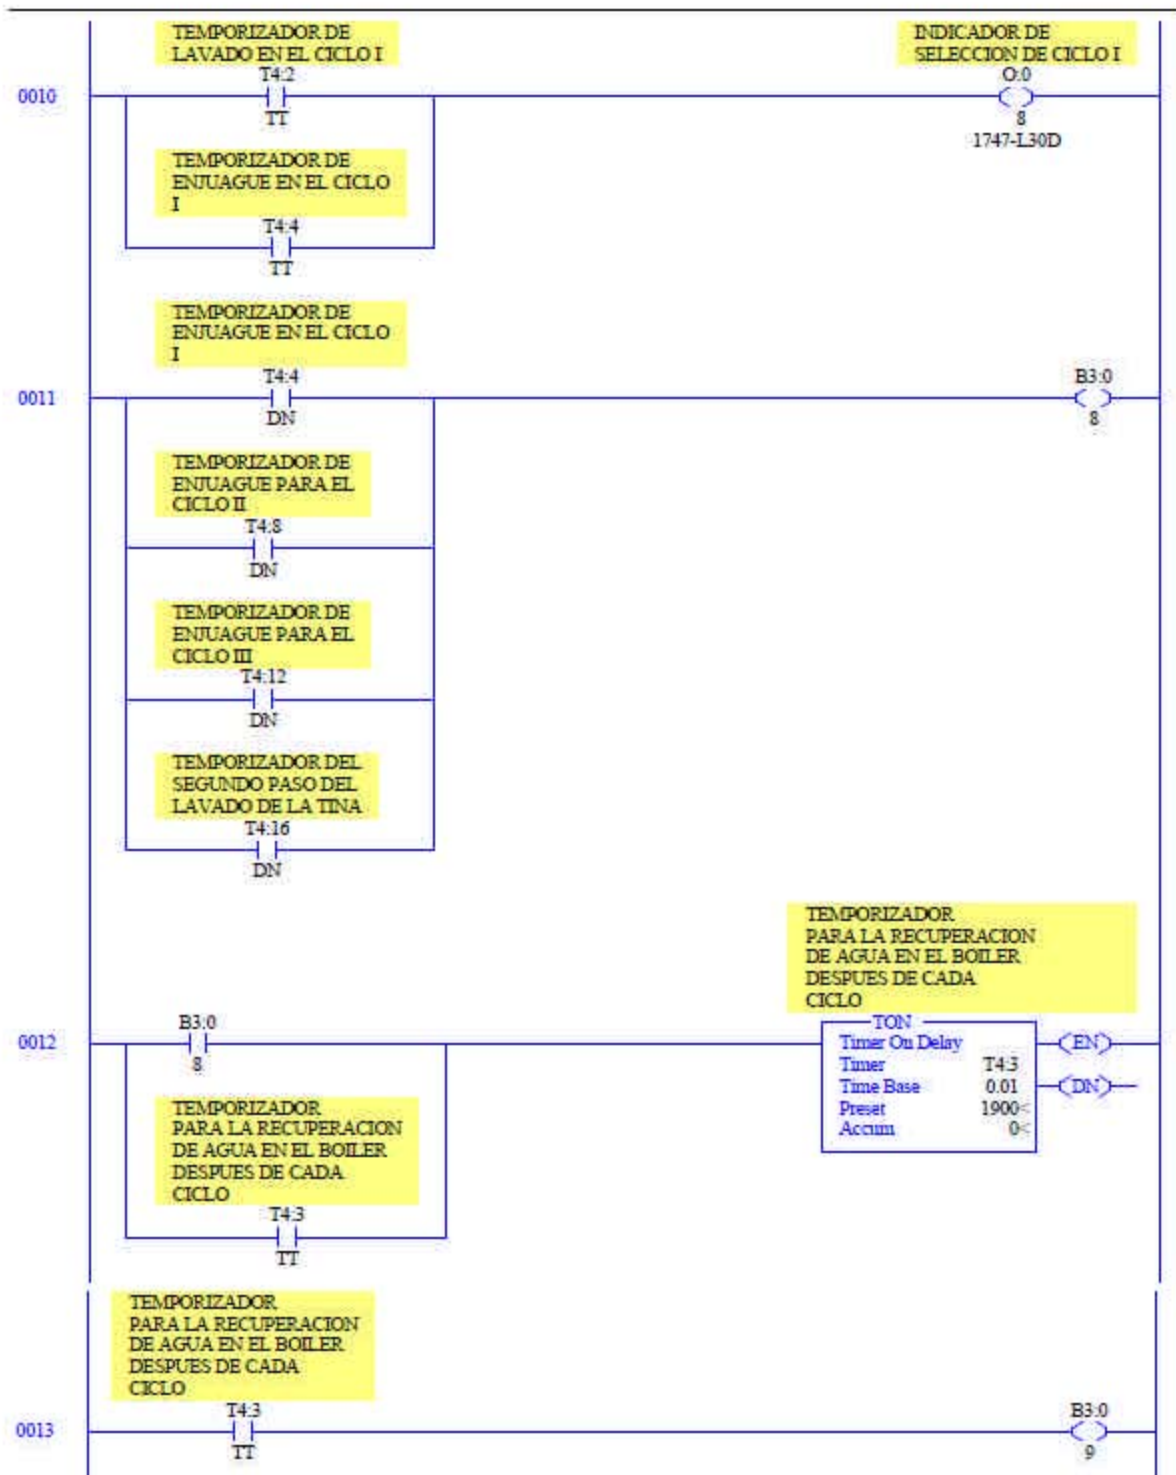 TEMPORIZADOR DE
LAVADO EN EL CICLO I
T4:2
TT
INDICADOR DE
SELECCION DE CICLO I
O:0
8
1747-L30D
0010
TEMPORIZADOR DE
ENJUAGUE EN EL CICLO
I
T4:4
TT
TEMPORIZADOR DE
ENJUAGUE EN EL CICLO
I
T4:4
DN
B3:0
8
0011
TEMPORIZADOR DE
ENJUAGUE PARA EL
CICLO II
T4:8
DN
TEMPORIZADOR DE
ENJUAGUE PARA EL
CICLO III
T4:12
DN
TEMPORIZADOR DEL
SEGUNDO PASO DEL
LAVADO DE LA TINA
T4:16
DN
TEMPORIZADOR
PARA LA RECUPERACION
DE AGUA EN EL BOILER
DESPUES DE CADA
CICLO
0012
B3:0
8
TON
Timer On Delay
Timer T4:3
Time Base 0.01
Preset 1900<
Accum 0<
EN
DN
TEMPORIZADOR
PARA LA RECUPERACION
DE AGUA EN EL BOILER
DESPUES DE CADA
CICLO
T4:3
TT
TEMPORIZADOR
PARA LA RECUPERACION
DE AGUA EN EL BOILER
DESPUES DE CADA
CICLO
0013
T4:3
TT
B3:0
9